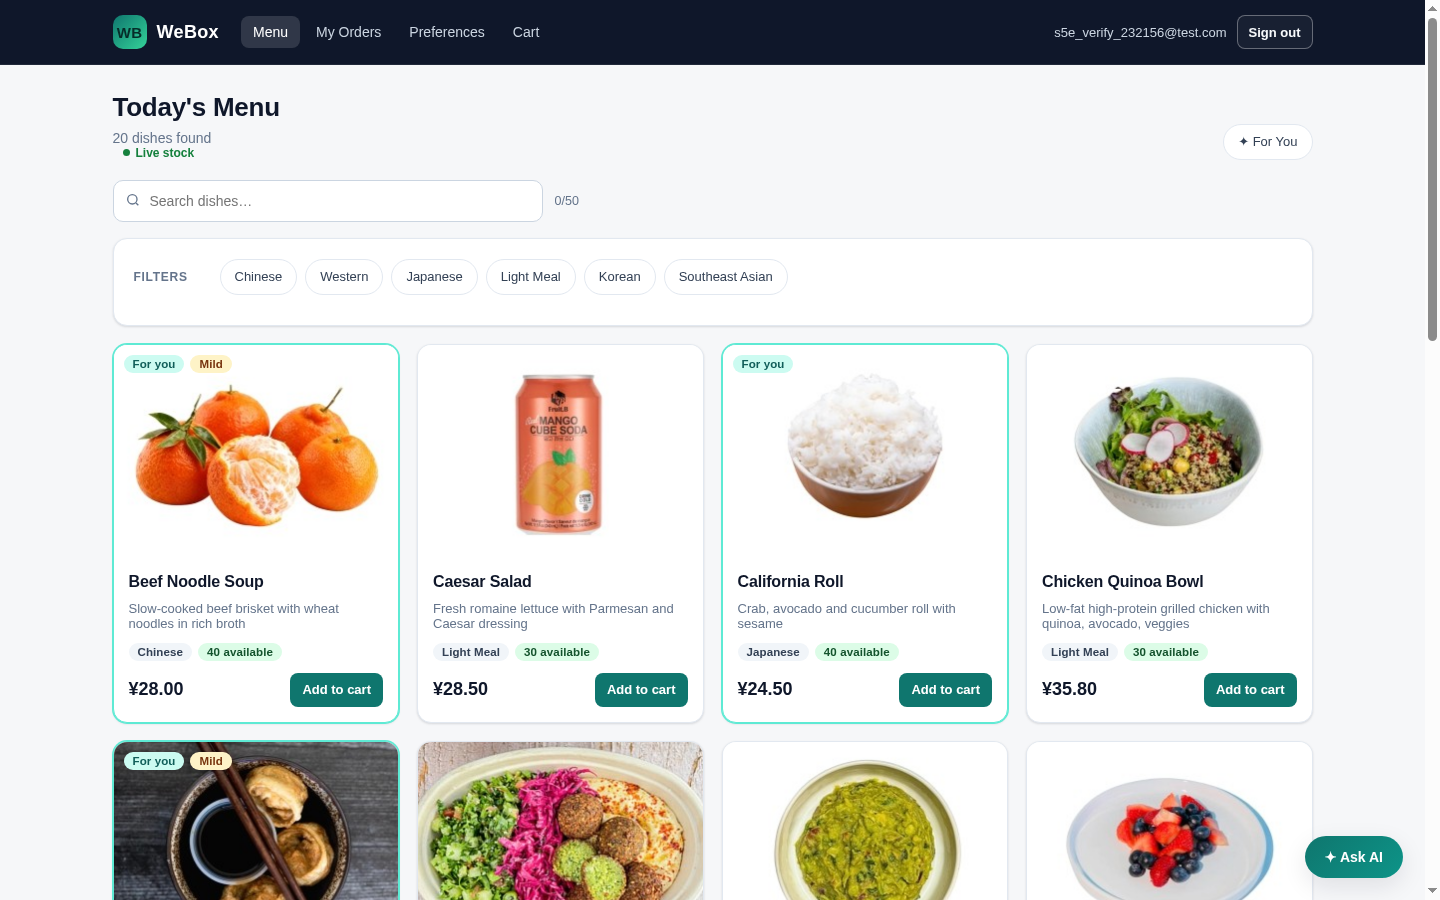 WB
WeBox
Menu
My Orders
Preferences
Cart
s5e_verify_232156@test.com
Sign out
Today's Menu
20 dishes found
Live stock
✦ For You
Search dishes…
0/50
FILTERS
Chinese
Western
Japanese
Light Meal
Korean
Southeast Asian
For you
Mild
Beef Noodle Soup
Slow-cooked beef brisket with wheat
noodles in rich broth
Chinese
40 available
¥28.00
Add to cart
MANGO
CUBE SODA
Caesar Salad
Fresh romaine lettuce with Parmesan and
Caesar dressing
Light Meal
30 available
¥28.50
Add to cart
For you
California Roll
Crab, avocado and cucumber roll with
sesame
Japanese
40 available
¥24.50
Add to cart
Chicken Quinoa Bowl
Low-fat high-protein grilled chicken with
quinoa, avocado, veggies
Light Meal
30 available
¥35.80
Add to cart
For you
Mild
✦ Ask AI